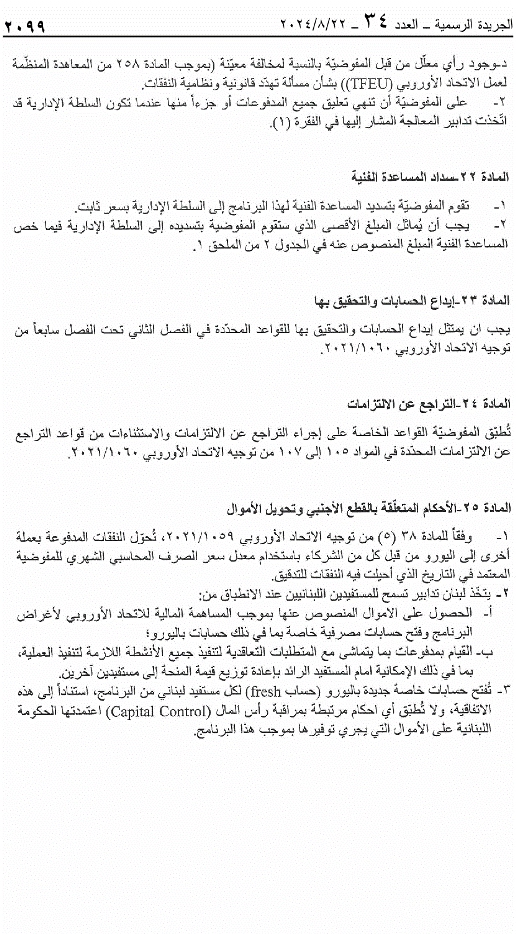 الجريدة الرسمية ــ العدد ٣٤ ــ ٢٠٢٤/٨/٢٢
٢٠٩٩
د-وجود رأي معلّل من قبل المفوضيّة بالنسبة لمخالفة معيّنة (بموجب المادة ٢٥٨ من المعاهدة المنظّمة
لعمل الاتحاد الأوروبي (TFEU)) بشأن مسألة تهدّد قانونية ونظامية النفقات.
٢- على المفوضيّة أن تنهي تعليق جميع المدفوعات أو جزءاً منها عندما تكون السلطة الإدارية قد
اتّخذت تدابير المعالجة المشار إليها في الفقرة (١).
المادة ٢٢-سداد المساعدة الفنية
١- تقوم المفوضيّة بتسديد المساعدة الفنية لهذا البرنامج إلى السلطة الإدارية بسعر ثابت.
٢- يجب أن يُماثل المبلغ الأقصى الذي ستقوم المفوضية بتسديده إلى السلطة الإدارية فيما خص
المساعدة الفنية المبلغ المنصوص عنه في الجدول ٢ من الملحق ١.
المادة ٢٣-إيداع الحسابات والتحقيق بها
يجب ان يمتثل إيداع الحسابات والتحقيق بها للقواعد المحدّدة في الفصل الثاني تحت الفصل سابعاً من
توجيه الاتحاد الأوروبي ٢٠٢١/١٠٦٠.
المادة ٢٤-التراجع عن الالتزامات
تُطبّق المفوضيّة القواعد الخاصة على إجراء التراجع عن الالتزامات والاستثناءات من قواعد التراجع
عن الالتزامات المحدّدة في المواد ١٠٥ إلى ١٠٧ من توجيه الاتحاد الأوروبي ٢٠٢١/١٠٦٠.
المادة ٢٥-الأحكام المتعلّقة بالقطع الأجنبي وتحويل الأموال
١- وفقاً للمادة ٣٨ (٥) من توجيه الاتحاد الأوروبي ٢٠٢١/١٠٥٩، تُحوّل النفقات المدفوعة بعملة
أخرى إلى اليورو من قبل كل من الشركاء باستخدام معدل سعر الصرف المحاسبي الشهري للمفوضية
المعتمد في التاريخ الذي أحيلت فيه النفقات للتدقيق.
٢- يتخّذ لبنان تدابير تسمح للمستفيدين اللبنانيين عند الانطباق من:
أ- الحصول على الاموال المنصوص عنها بموجب المساهمة المالية للاتحاد الأوروبي لأغراض
البرنامج وفتح حسابات مصرفية خاصة بما في ذلك حسابات باليورو؛
ب- القيام بمدفوعات بما يتماشى مع المتطلبات التعاقدية لتنفيذ جميع الأنشطة اللازمة لتنفيذ العملية،
بما في ذلك الإمكانية امام المستفيد الرائد بإعادة توزيع قيمة المنحة إلى مستفيدين آخرين.
٣- تُفتح حسابات خاصة جديدة باليورو (حساب fresh) لكل مستفيد لبناني من البرنامج، استناداً إلى هذه
الاتفاقية، ولا تُطبّق أي احكام مرتبطة بمراقبة رأس المال (Capital Control) اعتمدتها الحكومة
اللبنانية على الأموال التي يجري توفيرها بموجب هذا البرنامج.